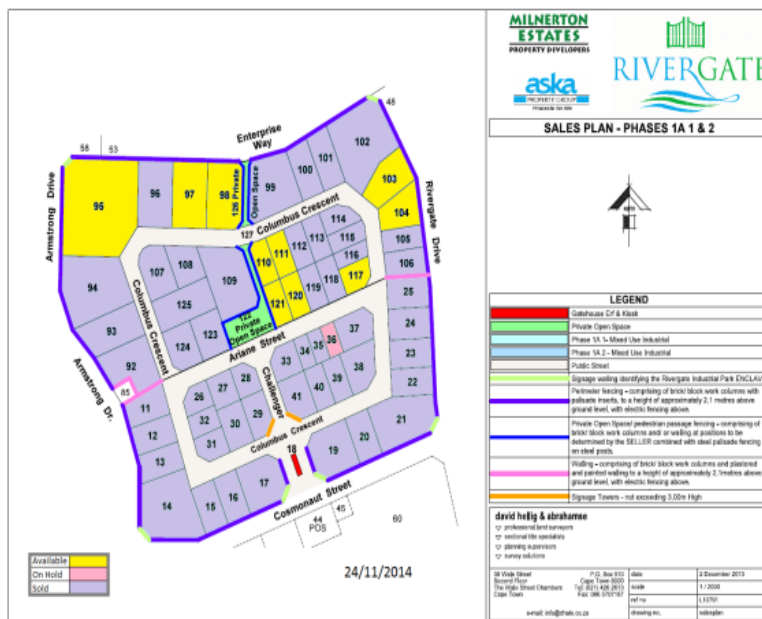 MILNERTON
ESTATES
PROPERTY DEVELOPERS
aska
PROPERTY GROUP
RIVERGATE
SALES PLAN - PHASES 1A 1 & 2
LEGEND
Gatehouse Erf & Kiosk
Private Open Space
Phase 1A 1- Mixed Use Industrial
Phase 1A 2 - Mixed Use Industrial
Public Street
Signage walling identifying the Rivergate Industrial Park ENCLAVE
Perimeter fencing - comprising of brick/ block work columns with
palisade inserts, to a height of approximately 2,1 metres above
ground level, with electric fencing above.
Private Open Space/ pedestrian passage fencing - comprising of
brick/ block work columns and/ or walling at positions to be
determined by the SELLER combined with steel palisade fencing
on steel posts.
Walling - comprising of brick/ block work columns and plastered
and painted walling to a height of approximately 2,1metres above
ground level, with electric fencing above.
Signage Towers - not exceeding 3,00m High
david hellig & abrahamse
professional land surveyors
sectional title specialists
planning supervisors
survey solutions
Second Floor
Cape Town
P.O. Box 910
Cape Town 8000
date
2 December 2013
scale
1 / 2000
ref no
drawing no.
salesplan
58
53
Enterprise
Way
48
Armstrong Drive
95
96
97
98
126 Private
Open Space
99
100
101
102
103
104
105
106
Rivergate Drive
127
Columbus Crescent
107
108
109
110
111
112
113
114
115
116
117
118
119
120
121
122
Private
Open Space
123
124
125
94
93
92
85
Columbus Crescent
Armstrong Dr.
Ariane Street
25
24
23
22
21
20
19
11
12
13
14
15
16
17
18
26
27
28
29
30
31
32
33
34
35
36
37
38
39
40
41
Challenger
Columbus Crescent
Cosmonaut Street
44
POS
45
60
Available
On Hold
Sold
24/11/2014